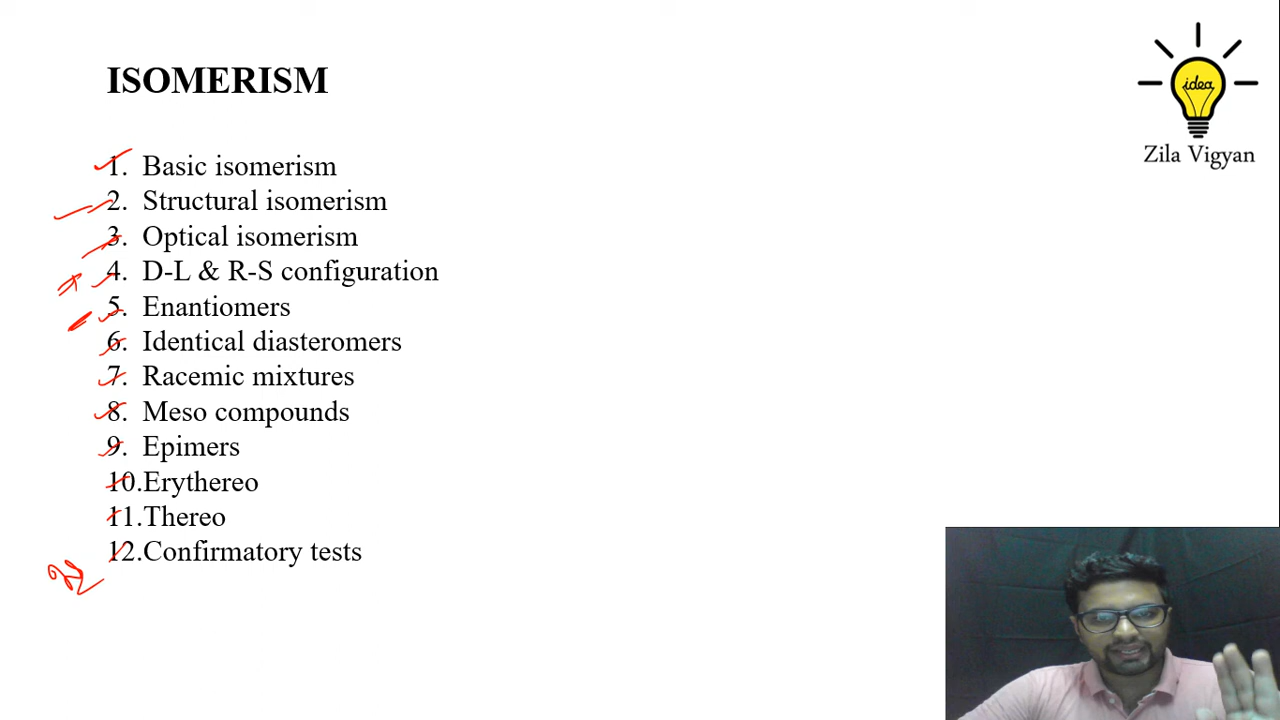 ISOMERISM
idea
Zila Vigyan
1. Basic isomerism
2. Structural isomerism
3. Optical isomerism
4. D-L & R-S configuration
5. Enantiomers
6. Identical diasteromers
7. Racemic mixtures
8. Meso compounds
9. Epimers
10.Erythereo
11.Thereo
12.Confirmatory tests